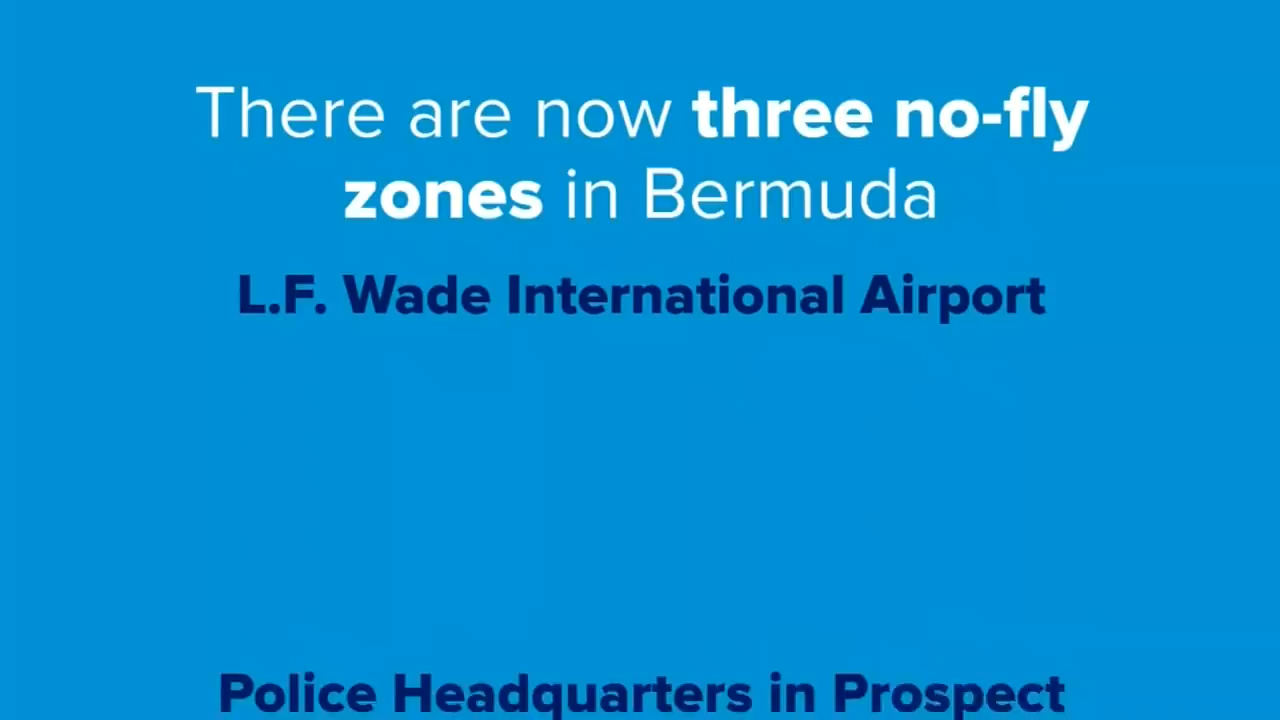 There are now three no-fly
zones in Bermuda
L.F. Wade International Airport
Police Headquarters in Prospect